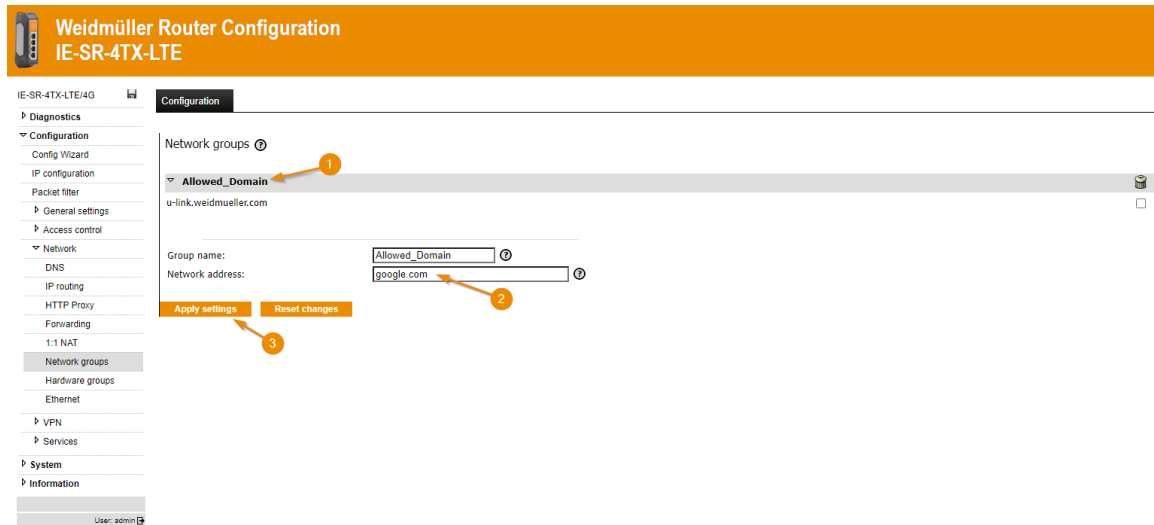 Weidmüller Router Configuration
IE-SR-4TX-LTE
IE-SR-4TX-LTE/4G
Diagnostics
Configuration
Config Wizard
IP configuration
Packet filter
General settings
Access control
Network
DNS
IP routing
HTTP Proxy
Forwarding
1:1 NAT
Network groups
Hardware groups
Ethernet
VPN
Services
System
Information
User: admin
Configuration
Network groups ?
1
Allowed_Domain
u-link.weidmueller.com
Group name: Allowed_Domain ?
Network address: google.com ?
2
Apply settings Reset changes
3